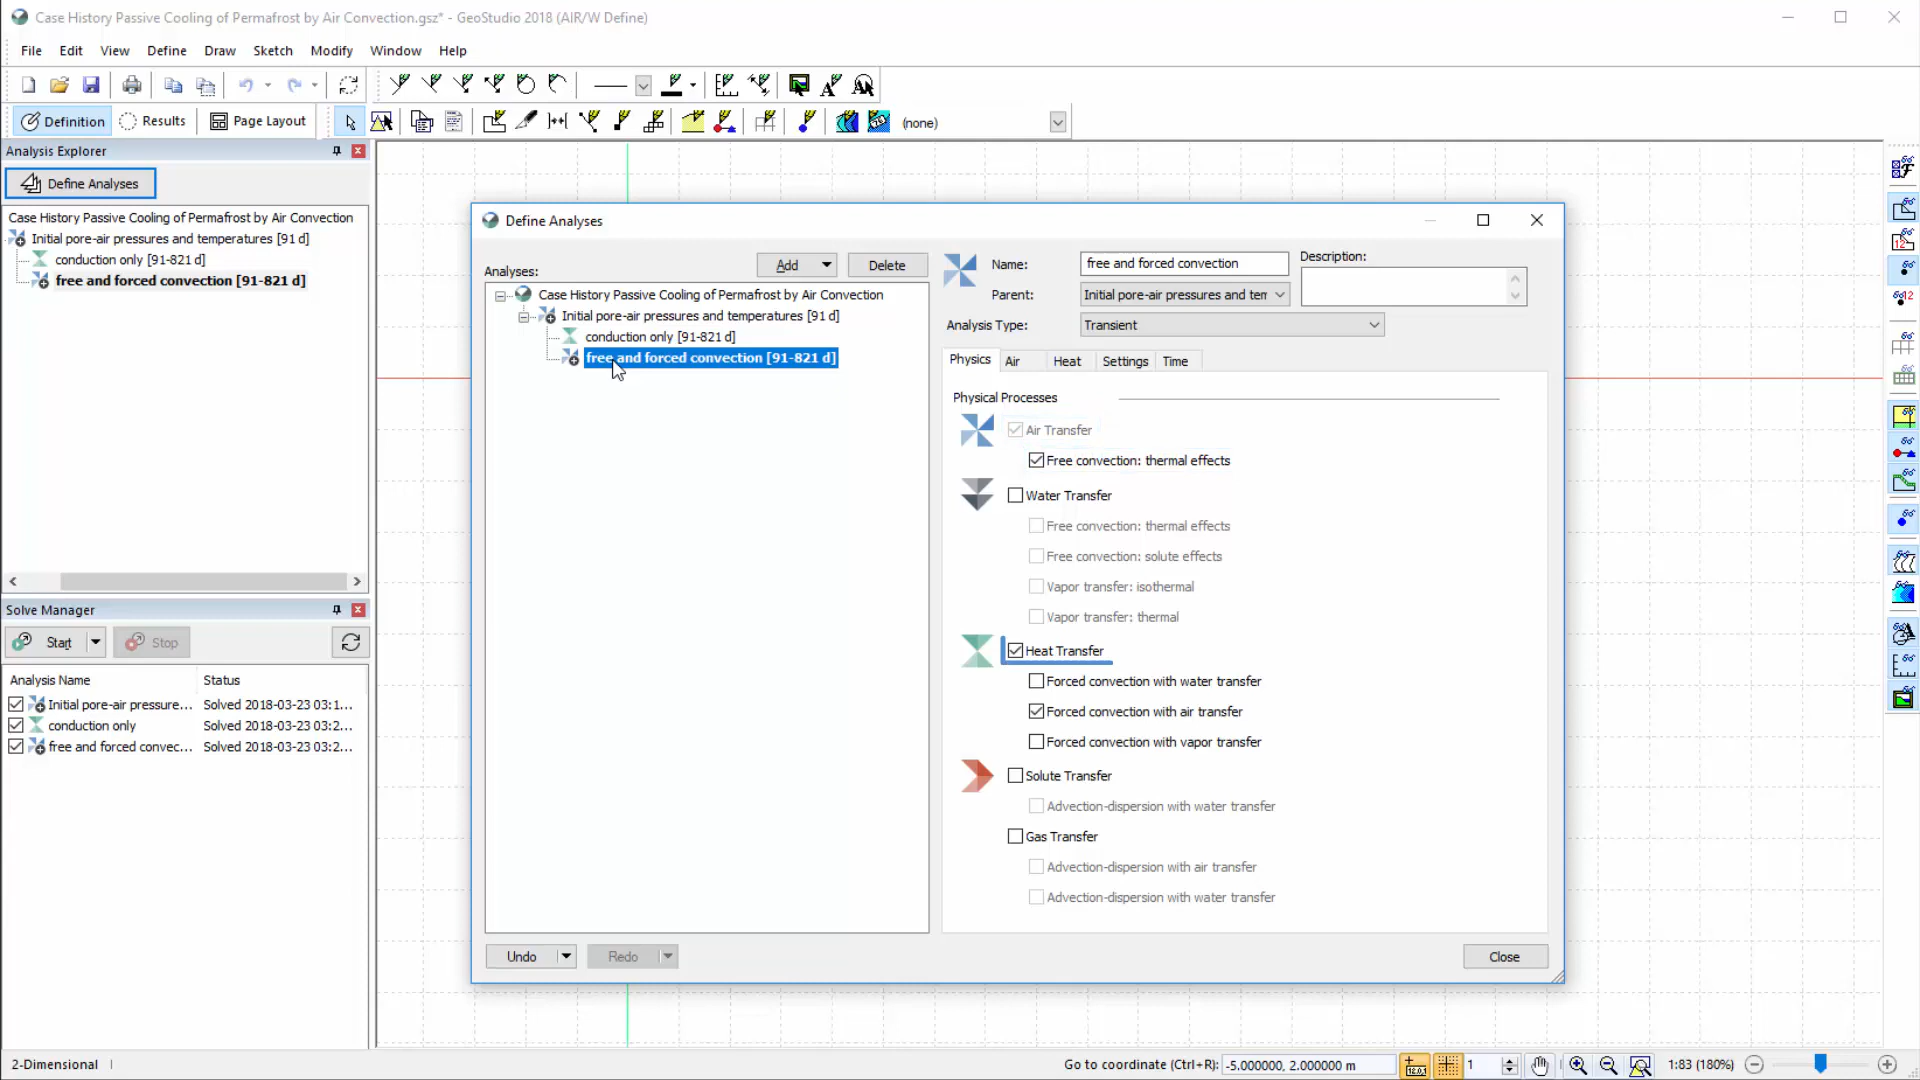 Case History Passive Cooling of Permafrost by Air Convection.gsz* - GeoStudio 2018 (AIR/W Define)
File Edit View Define Draw Sketch Modify Window Help
Definition Results Page Layout (none)
Analysis Explorer
Define Analyses
Case History Passive Cooling of Permafrost by Air Convection
Initial pore-air pressures and temperatures [91 d]
conduction only [91-821 d]
free and forced convection [91-821 d]
Solve Manager
Start Stop
Analysis Name Status
Initial pore-air pressure... Solved 2018-03-23 03:1...
conduction only Solved 2018-03-23 03:2...
free and forced convec... Solved 2018-03-23 03:2...
Define Analyses
Analyses: Add Delete
Case History Passive Cooling of Permafrost by Air Convection
Initial pore-air pressures and temperatures [91 d]
conduction only [91-821 d]
free and forced convection [91-821 d]
Undo Redo
Name: free and forced convection Description:
Parent: Initial pore-air pressures and tem
Analysis Type: Transient
Physics Air Heat Settings Time
Physical Processes
Air Transfer
Free convection: thermal effects
Water Transfer
Free convection: thermal effects
Free convection: solute effects
Vapor transfer: isothermal
Vapor transfer: thermal
Heat Transfer
Forced convection with water transfer
Forced convection with air transfer
Forced convection with vapor transfer
Solute Transfer
Advection-dispersion with water transfer
Gas Transfer
Advection-dispersion with air transfer
Advection-dispersion with water transfer
Close
2-Dimensional Go to coordinate (Ctrl+R): -5.000000, 2.000000 m 1 1:83 (180%)